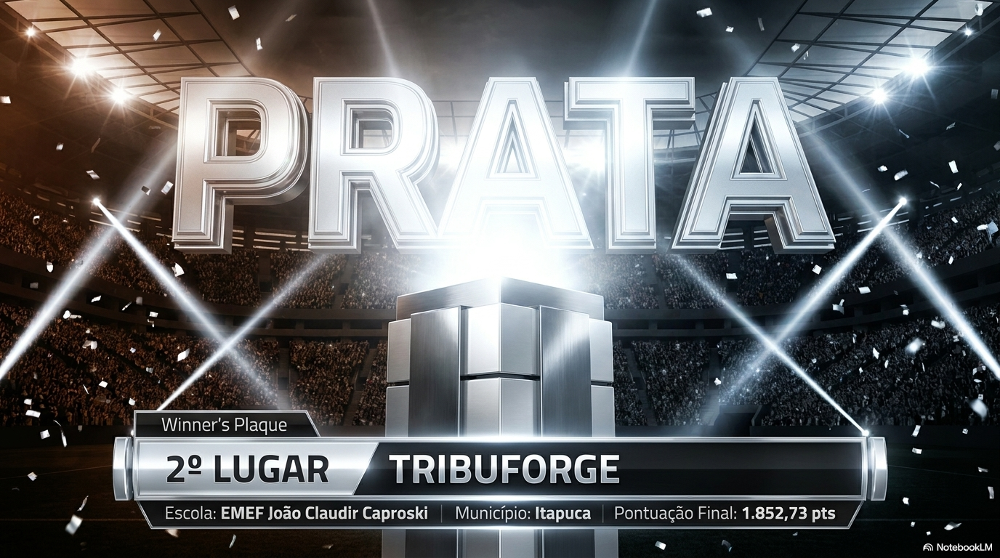 PRATA
Winner's Plaque
2º LUGAR TRIBUFORGE
Escola: EMEF João Claudir Caproski | Município: Itapuca | Pontuação Final: 1.852,73 pts
NotebookLM